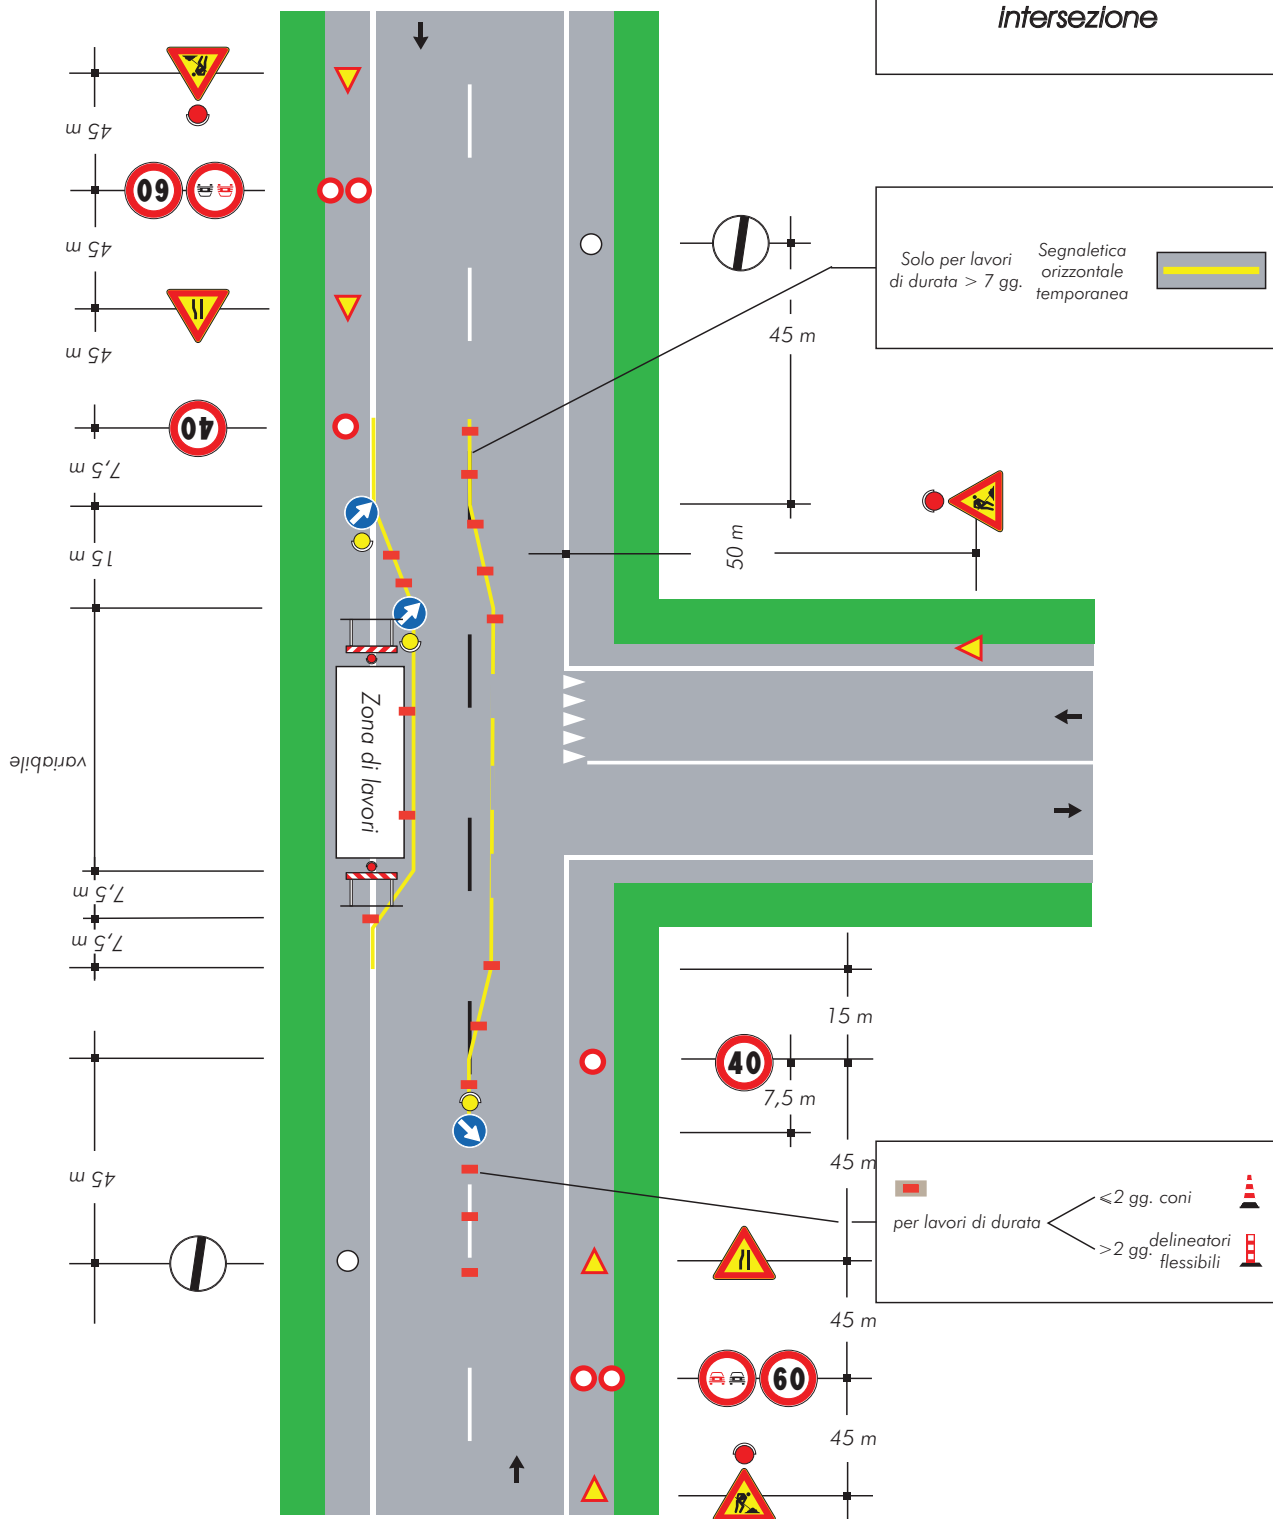 intersezione
45 m
60
45 m
45 m
40
7,5 m
15 m
variabile
7,5 m
7,5 m
45 m
Zona di lavori
Solo per lavori
di durata > 7 gg.
Segnaletica
orizzontale
temporanea
45 m
50 m
15 m
40
7,5 m
45 m
per lavori di durata
⩽2 gg. coni
>2 gg. delineatori
flessibili
45 m
60
45 m